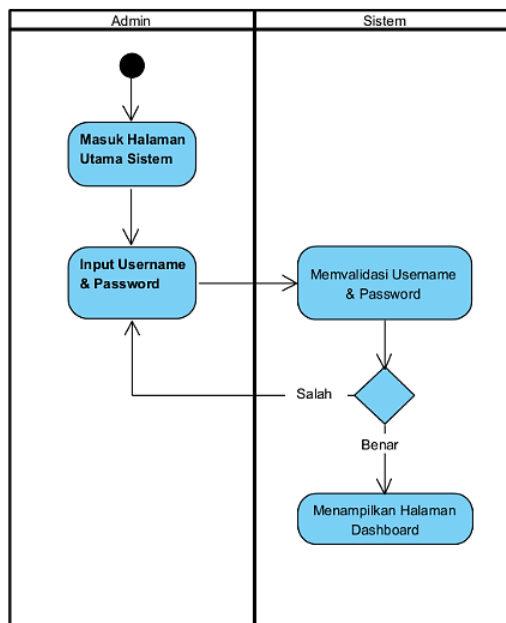 Admin
Sistem
Masuk Halaman
Utama Sistem
Input Username
& Password
Memvalidasi Username
& Password
Salah
Benar
Menampilkan Halaman
Dashboard